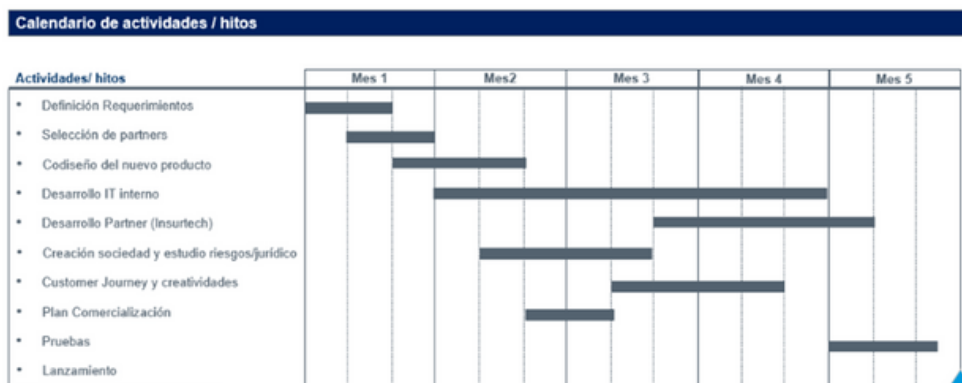 Calendario de actividades / hitos
Actividades/ hitos Mes 1 Mes2 Mes 3 Mes 4 Mes 5
• Definición Requerimientos
• Selección de partners
• Codiseño del nuevo producto
• Desarrollo IT interno
• Desarrollo Partner (Insurtech)
• Creación sociedad y estudio riesgos/jurídico
• Customer Journey y creatividades
• Plan Comercialización
• Pruebas
• Lanzamiento